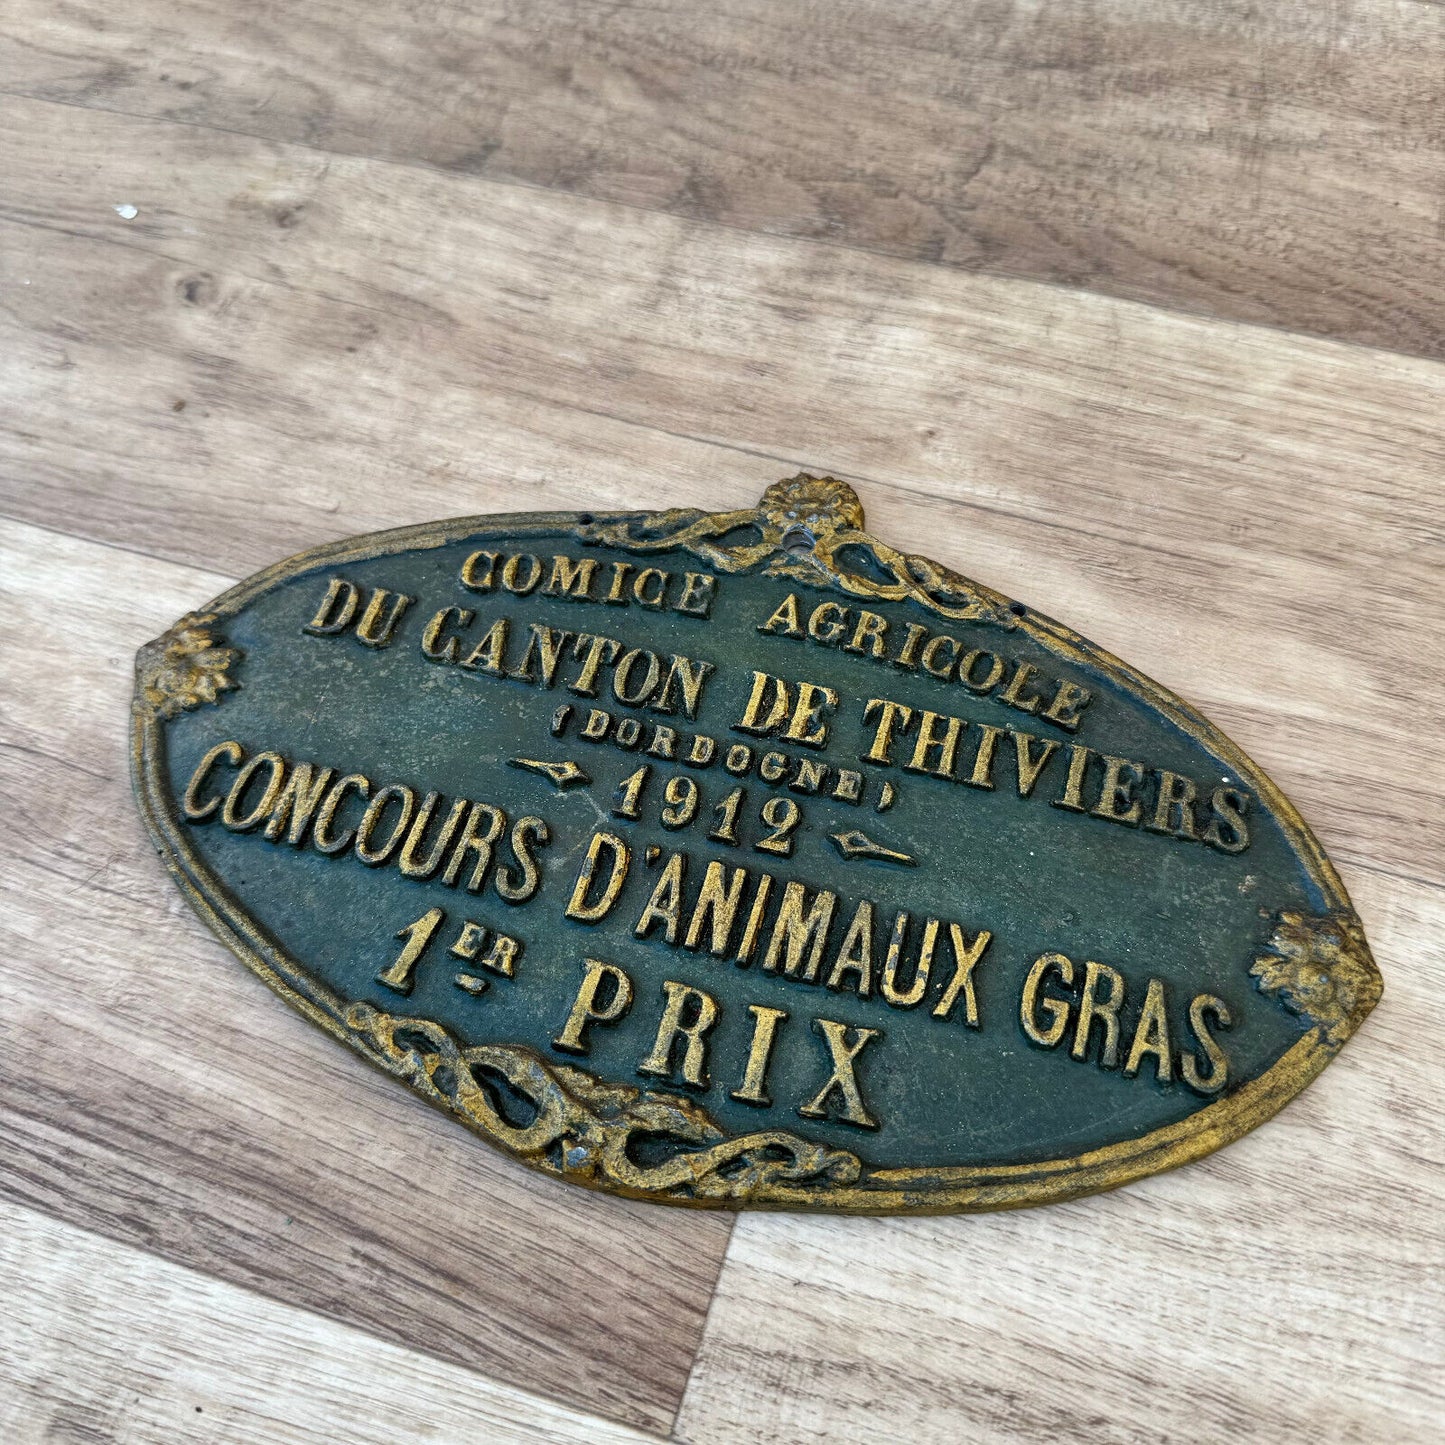 COMICE AGRICOLE
DU CANTON DE THIVIERS
(DORDOGNE)
1912
CONCOURS D'ANIMAUX GRAS
1ER PRIX